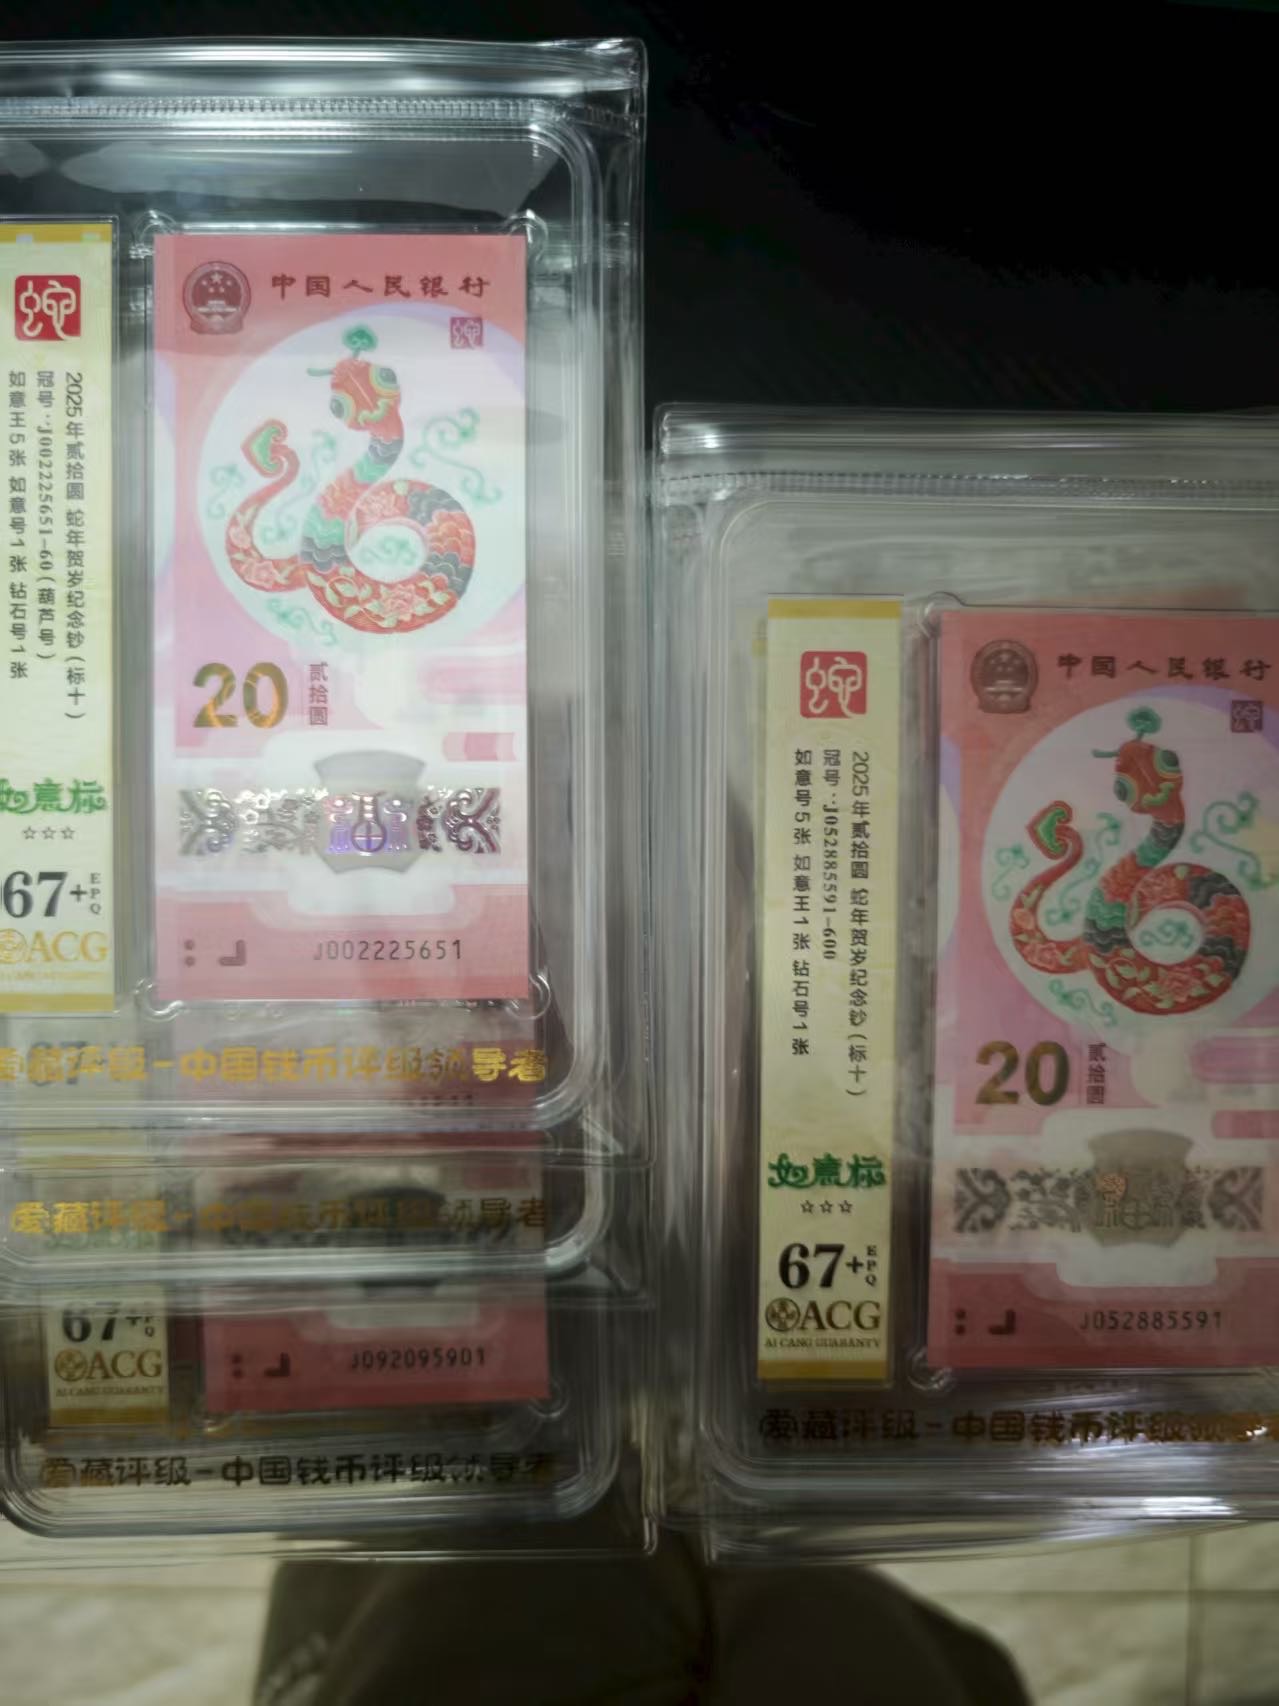 蛇
2025年贰拾圆 蛇年贺岁纪念钞（标十）
冠号：J002225651-60（葫芦号）
如意王5张 如意号1张 钻石号1张
如意标
☆☆☆
67+
EPQ
ACG
中国人民银行
蛇
20
贰拾圆
J002225651
爱藏评级-中国钱币评级领导者
爱藏评级-中国钱币评级领导者
67+
EPQ
ACG
AI CANG GUARANTY
J092095901
爱藏评级-中国钱币评级领导者
蛇
2025年贰拾圆 蛇年贺岁纪念钞（标十）
冠号：J052885591-600
如意号5张 如意王1张 钻石号1张
如意标
☆☆☆
67+
EPQ
ACG
AI CANG GUARANTY
中国人民银行
蛇
20
贰拾圆
J052885591
爱藏评级-中国钱币评级领导